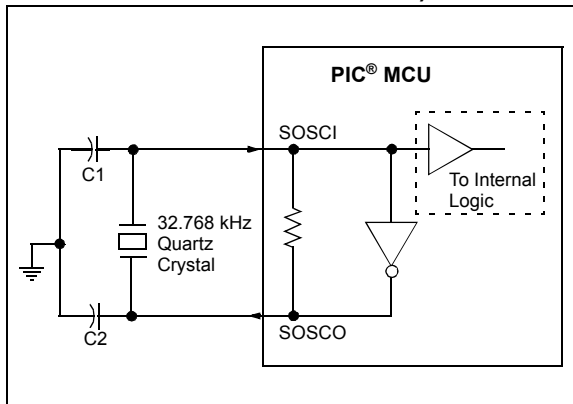 PIC® MCU
SOSCI
C1
To Internal
Logic
32.768 kHz
Quartz
Crystal
SOSCO
C2